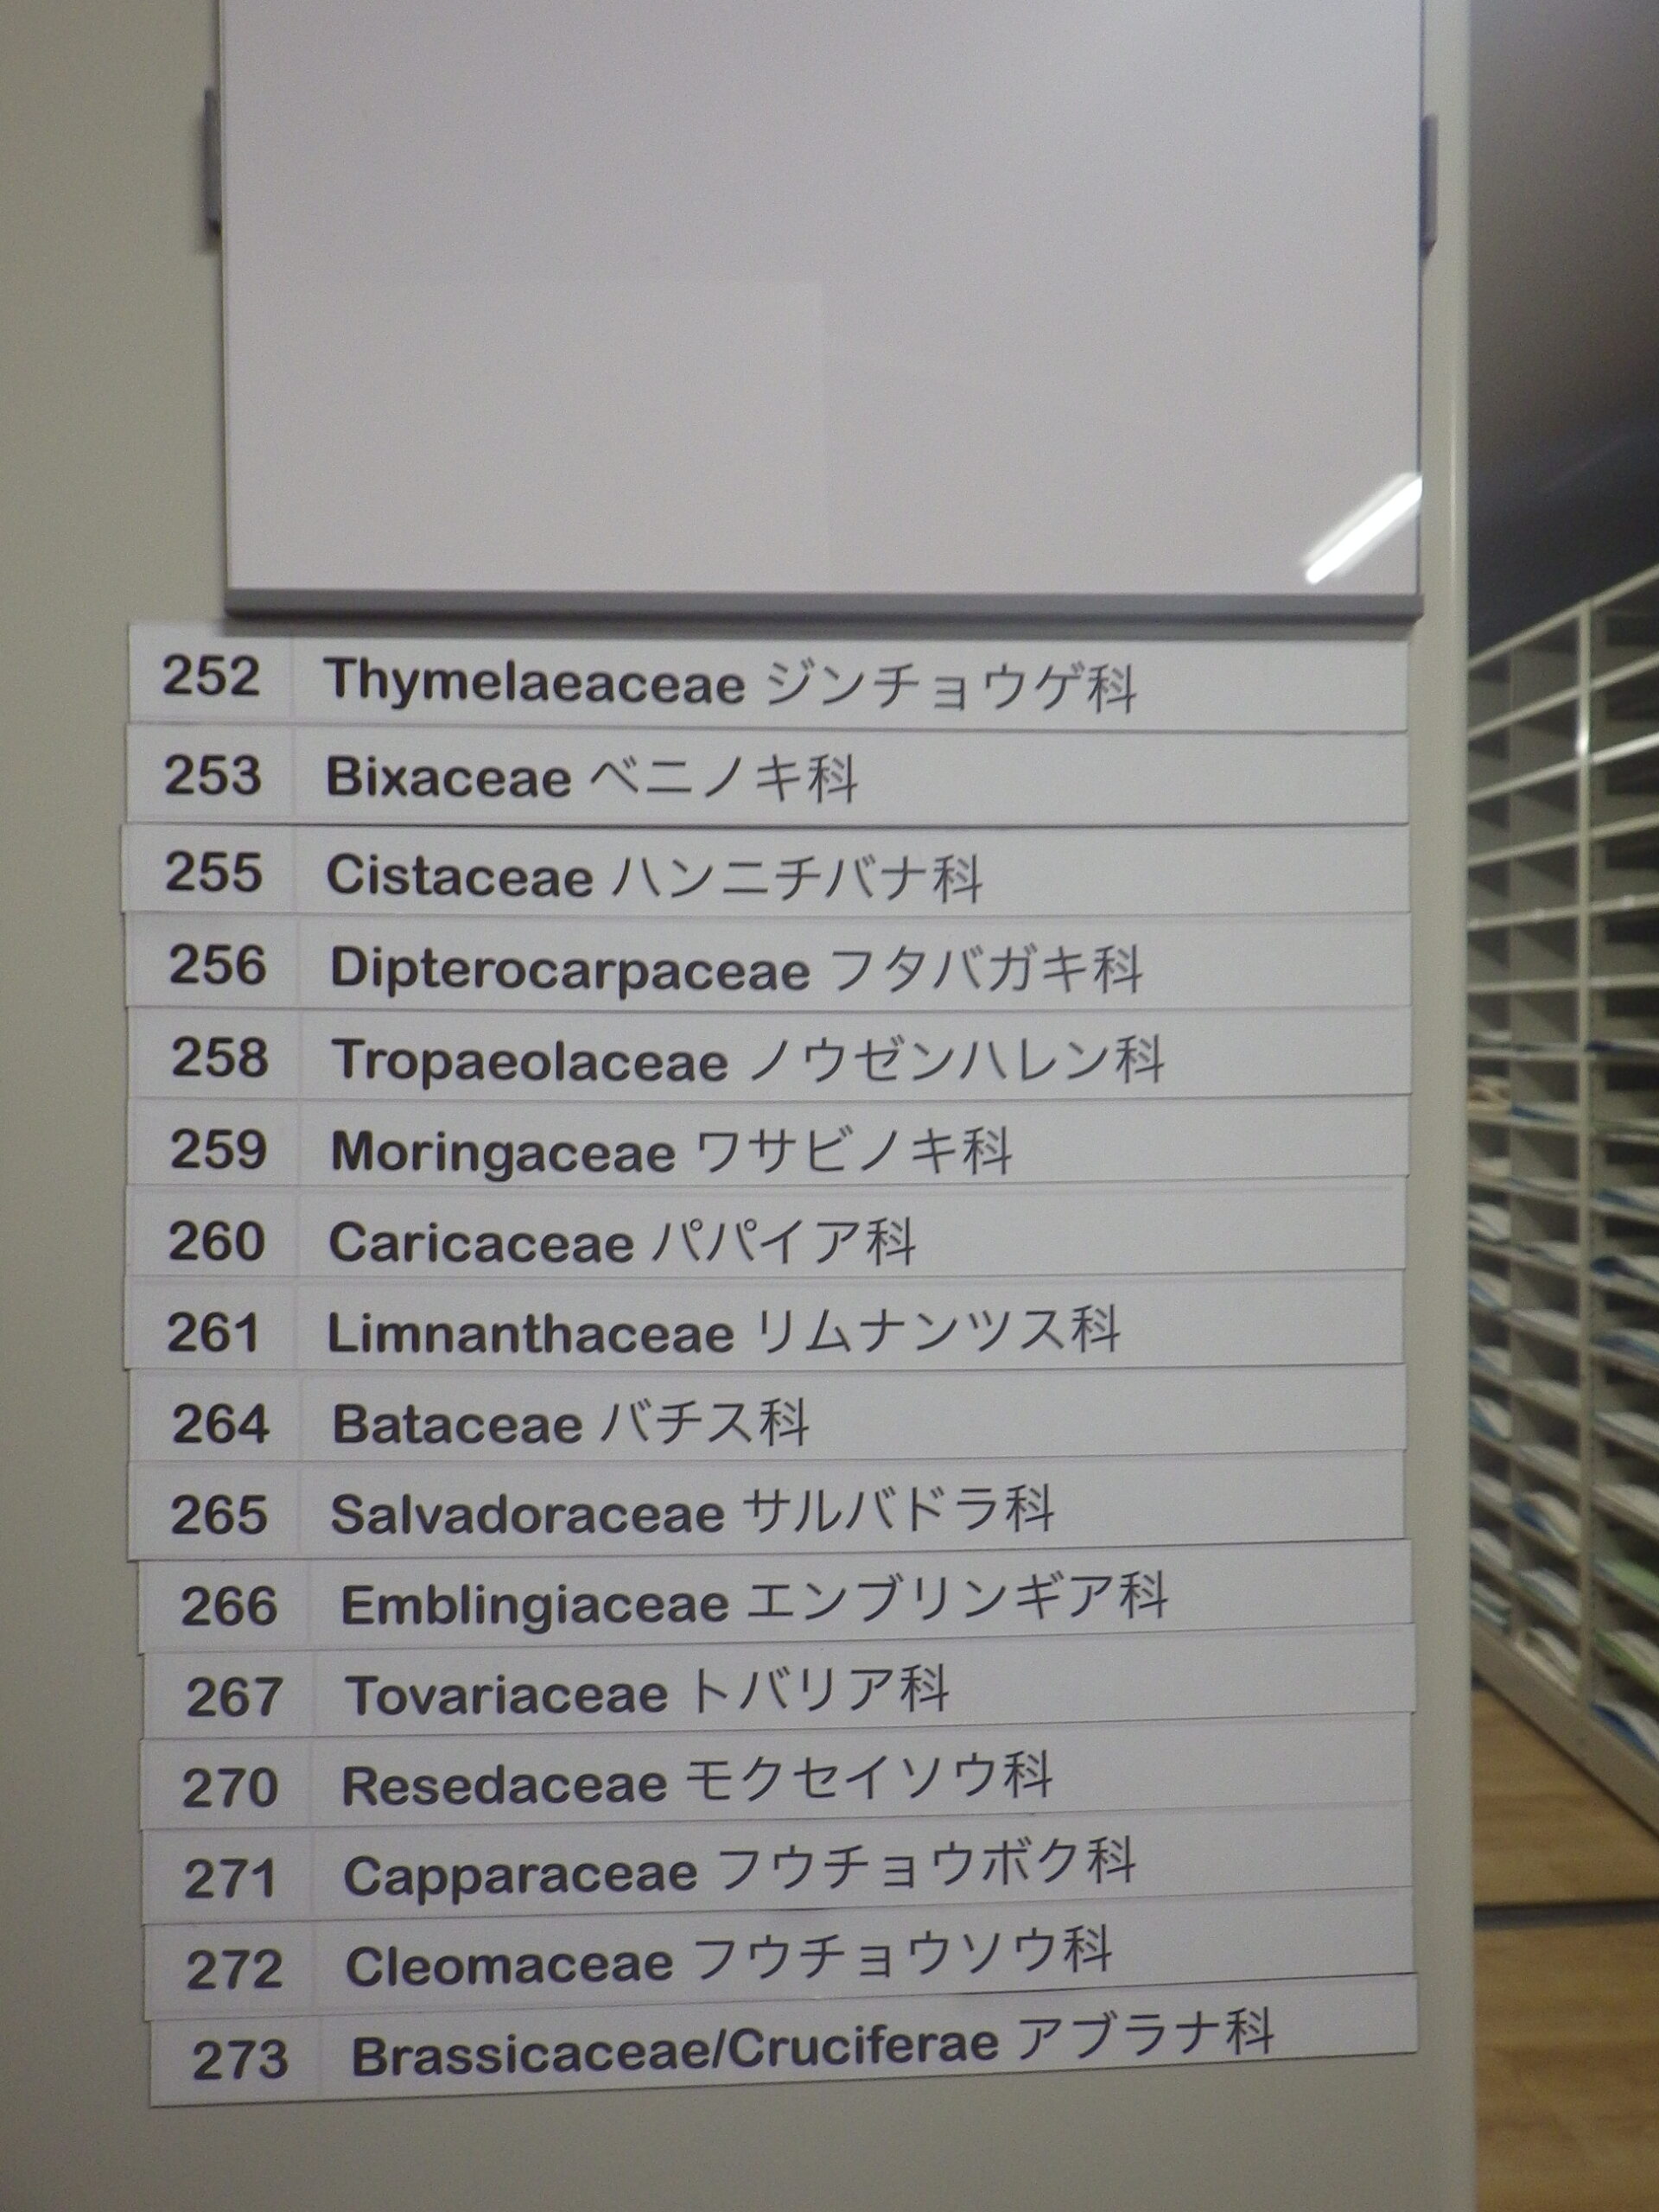 252 Thymelaeaceae ジンチョウゲ科
253 Bixaceae ベニノキ科
255 Cistaceae ハンニチバナ科
256 Dipterocarpaceae フタバガキ科
258 Tropaeolaceae ノウゼンハレン科
259 Moringaceae ワサビノキ科
260 Caricaceae パパイア科
261 Limnanthaceae リムナンツス科
264 Bataceae バチス科
265 Salvadoraceae サルバドラ科
266 Emblingiaceae エンブリンギア科
267 Tovariaceae トバリア科
270 Resedaceae モクセイソウ科
271 Capparaceae フウチョウボク科
272 Cleomaceae フウチョウソウ科
273 Brassicaceae/Cruciferae アブラナ科